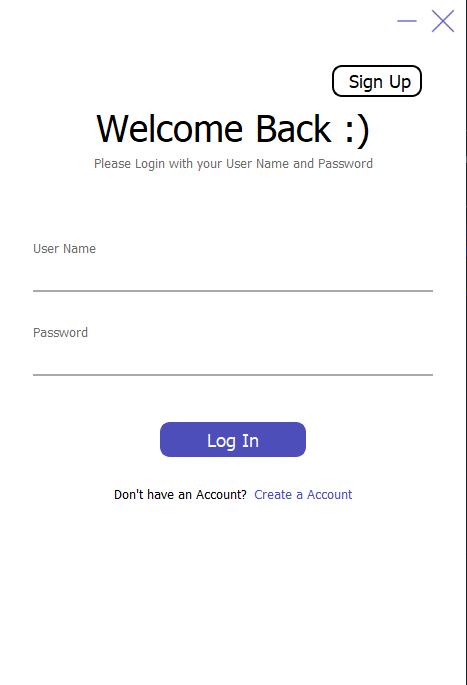 Sign Up
Welcome Back :)
Please Login with your User Name and Password
User Name
Password
Log In
Don't have an Account? Create a Account